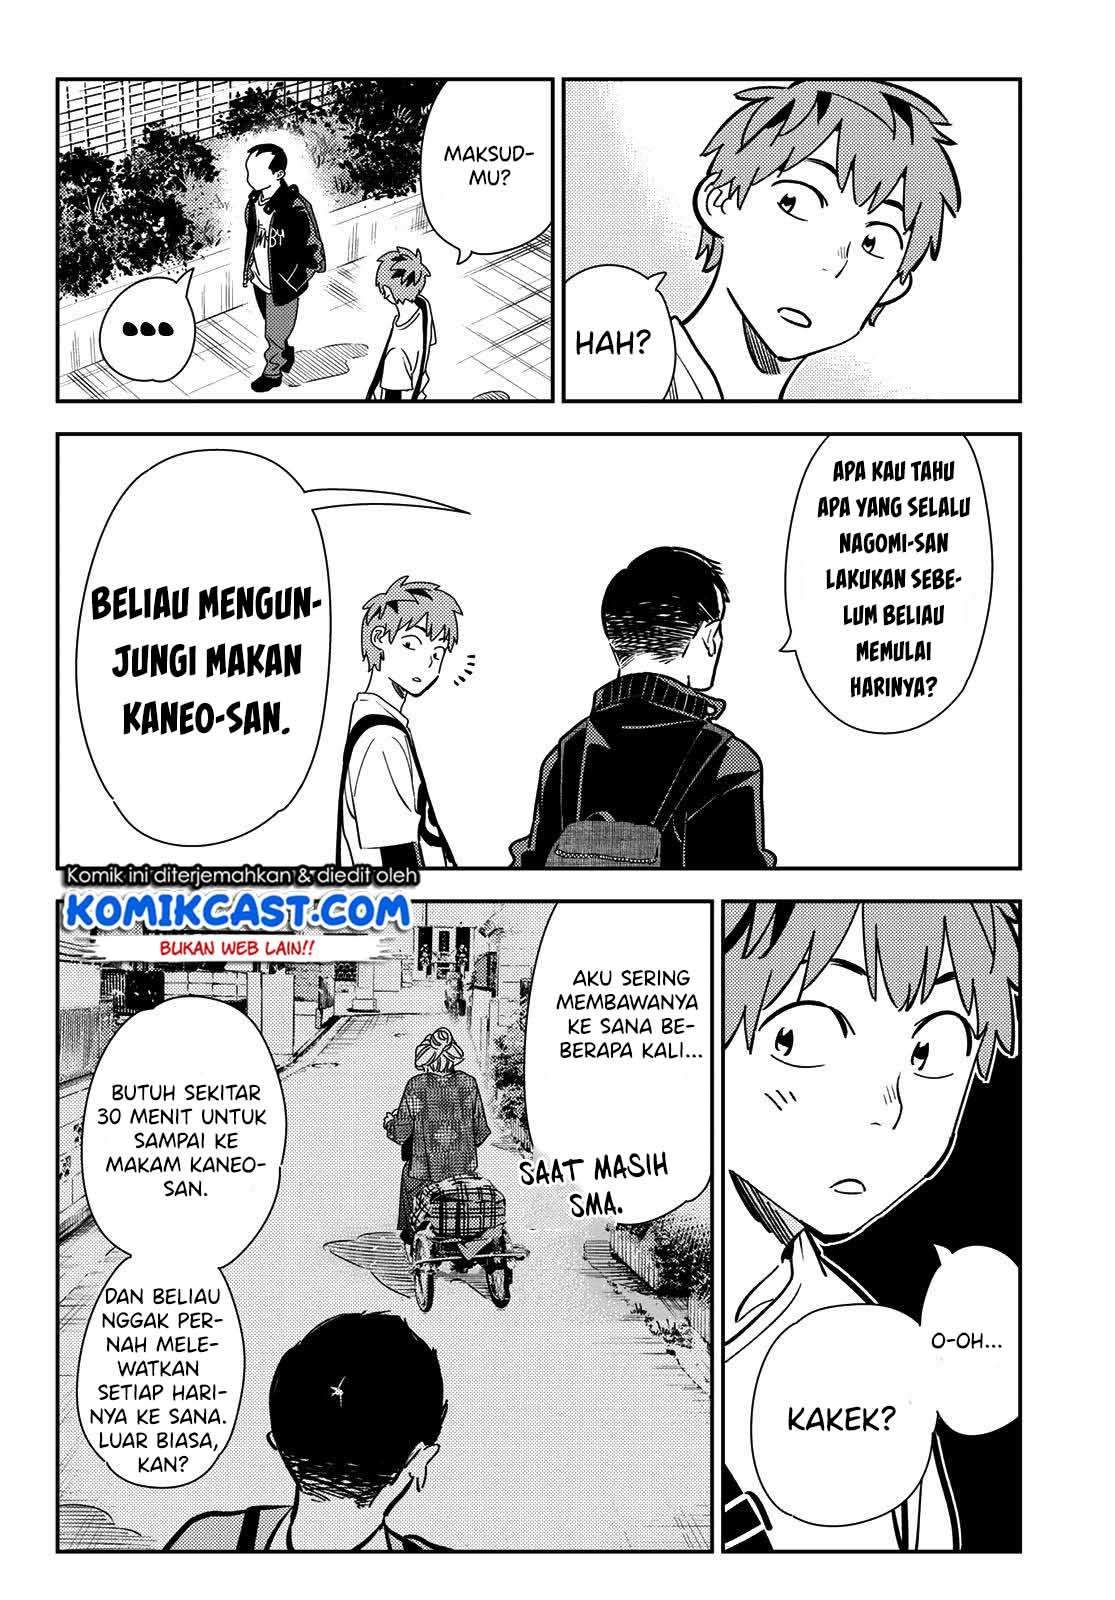 HAH?
MAKSUD-
MU?
...
APA KAU TAHU
APA YANG SELALU
NAGOMI-SAN
LAKUKAN SEBE-
LUM BELIAU
MEMULAI
HARINYA?
BELIAU MENGUN-
JUNGI MAKAN
KANEO-SAN.
O-OH...
KAKEK?
AKU SERING
MEMBAWANYA
KE SANA BE-
BERAPA KALI...
SAAT MASIH
SMA.
BUTUH SEKITAR
30 MENIT UNTUK
SAMPAI KE
MAKAM KANEO-
SAN.
DAN BELIAU
NGGAK PER-
NAH MELE-
WATKAN
SETIAP HARI-
NYA KE SANA.
LUAR BIASA,
KAN?
Komik ini diterjemahkan & diedit oleh
KOMIKCAST.COM
BUKAN WEB LAIN!!